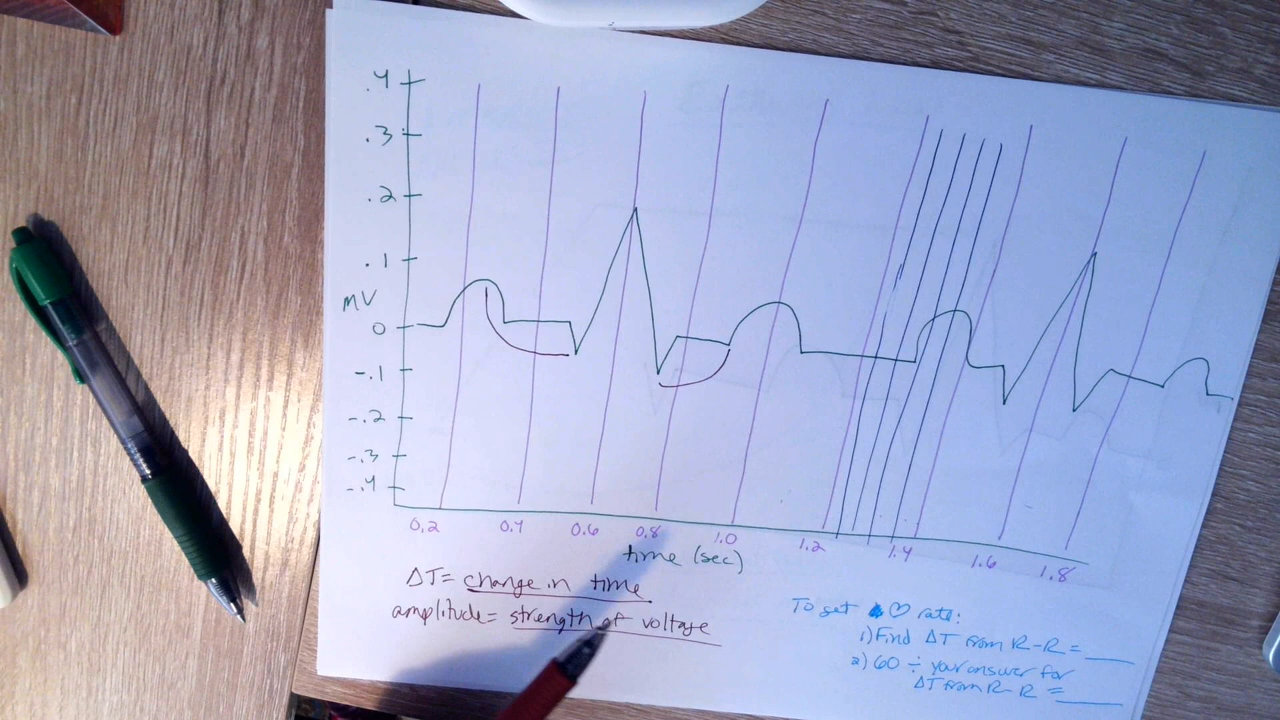 .4
.3
.2
.1
mV
0
-.1
-.2
-.3
-.4
0.2 0.4 0.6 0.8 1.0 1.2 1.4 1.6 1.8
time (sec)
ΔT = change in time
amplitude = strength of voltage
To get ♡ rate:
1) Find ΔT from R-R = ___
2) 60 ÷ your answer for
ΔT from R-R = ___